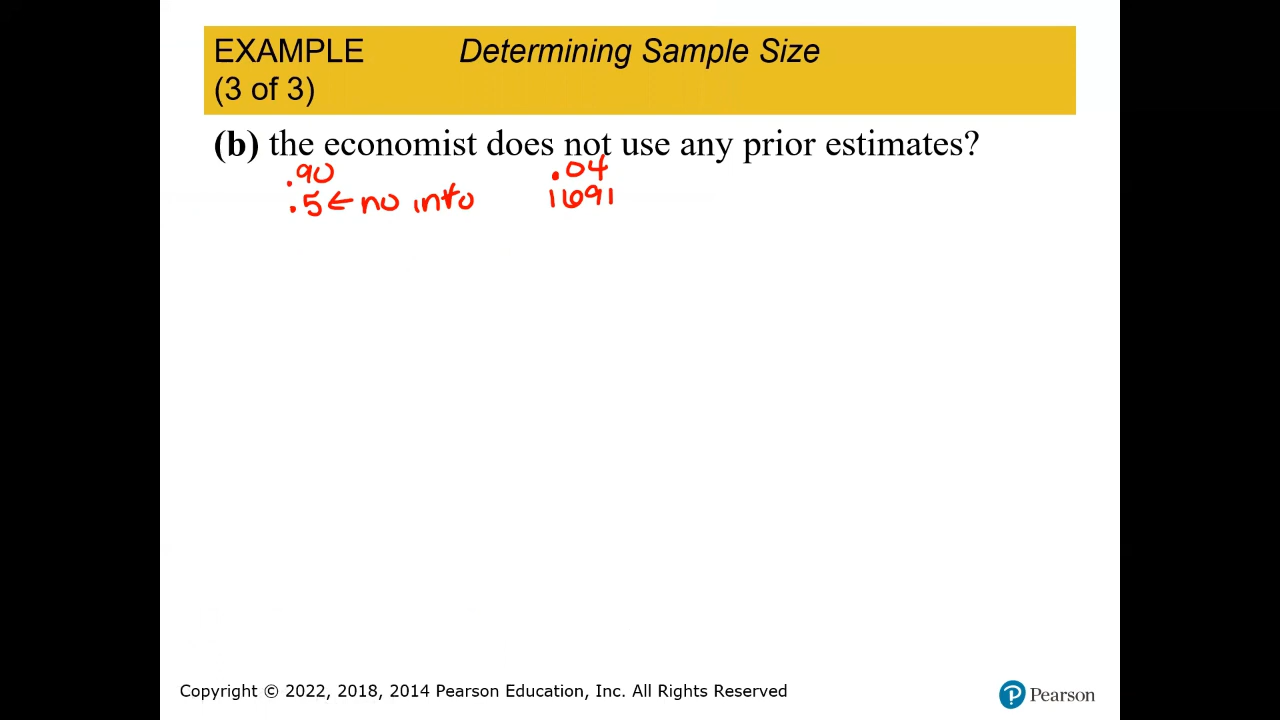 EXAMPLE Determining Sample Size
(3 of 3)
(b) the economist does not use any prior estimates?
.90 .04
.5 ← no info 1691
Copyright © 2022, 2018, 2014 Pearson Education, Inc. All Rights Reserved
P Pearson